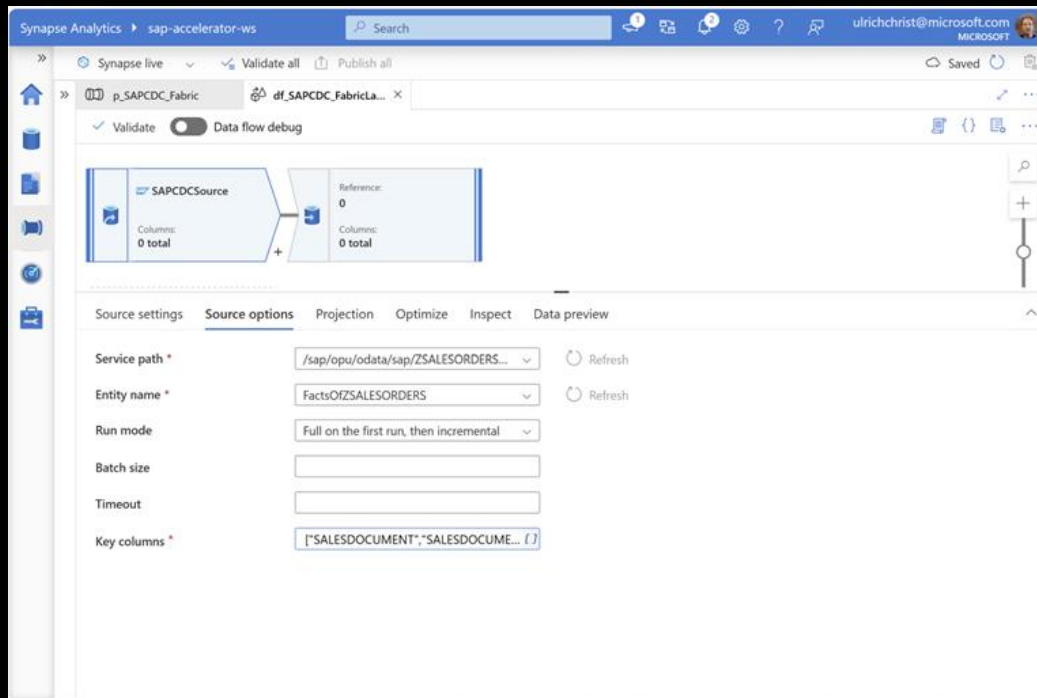 Synapse Analytics sap-accelerator-ws Search 1 2 ? ulrichchrist@microsoft.com
MICROSOFT
» Synapse live Validate all Publish all Saved
» p_SAPCDC_Fabric df_SAPCDC_FabricLa... × ...
Validate Data flow debug {} ...
SAPCDCSource
Columns:
0 total
+
Reference:
0
Columns:
0 total
+
Source settings Source options Projection Optimize Inspect Data preview
Service path * /sap/opu/odata/sap/ZSALESORDERS... Refresh
Entity name * FactsOfZSALESORDERS Refresh
Run mode Full on the first run, then incremental
Batch size
Timeout
Key columns * ["SALESDOCUMENT","SALESDOCUME... {}